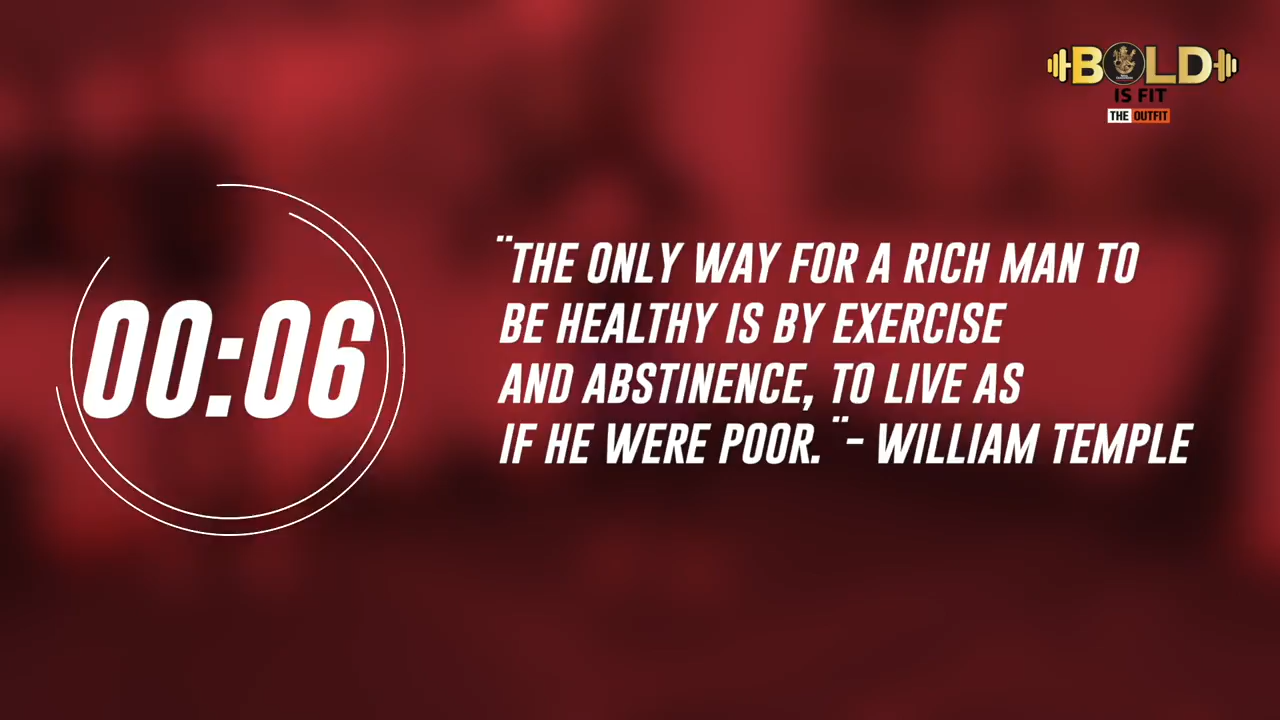 BOLD
IS FIT
THE OUTFIT
00:06
¨THE ONLY WAY FOR A RICH MAN TO
BE HEALTHY IS BY EXERCISE
AND ABSTINENCE, TO LIVE AS
IF HE WERE POOR. ¨- WILLIAM TEMPLE